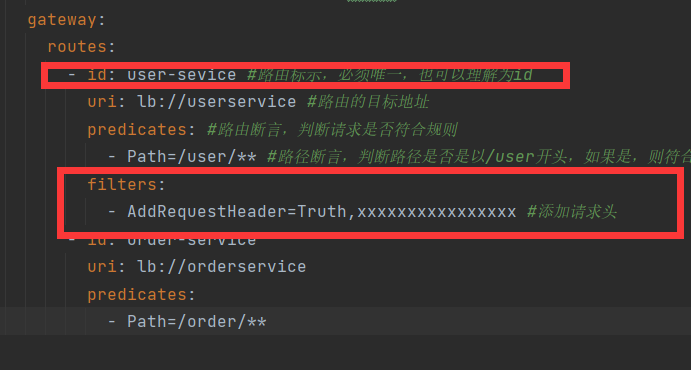 gateway:
routes:
- id: user-sevice #路由标示，必须唯一，也可以理解为id
uri: lb://userservice #路由的目标地址
predicates: #路由断言，判断请求是否符合规则
- Path=/user/** #路径断言，判断路径是否是以/user开头，如果是，则符合
filters:
- AddRequestHeader=Truth,xxxxxxxxxxxxxxxx #添加请求头
- id: order-service
uri: lb://orderservice
predicates:
- Path=/order/**